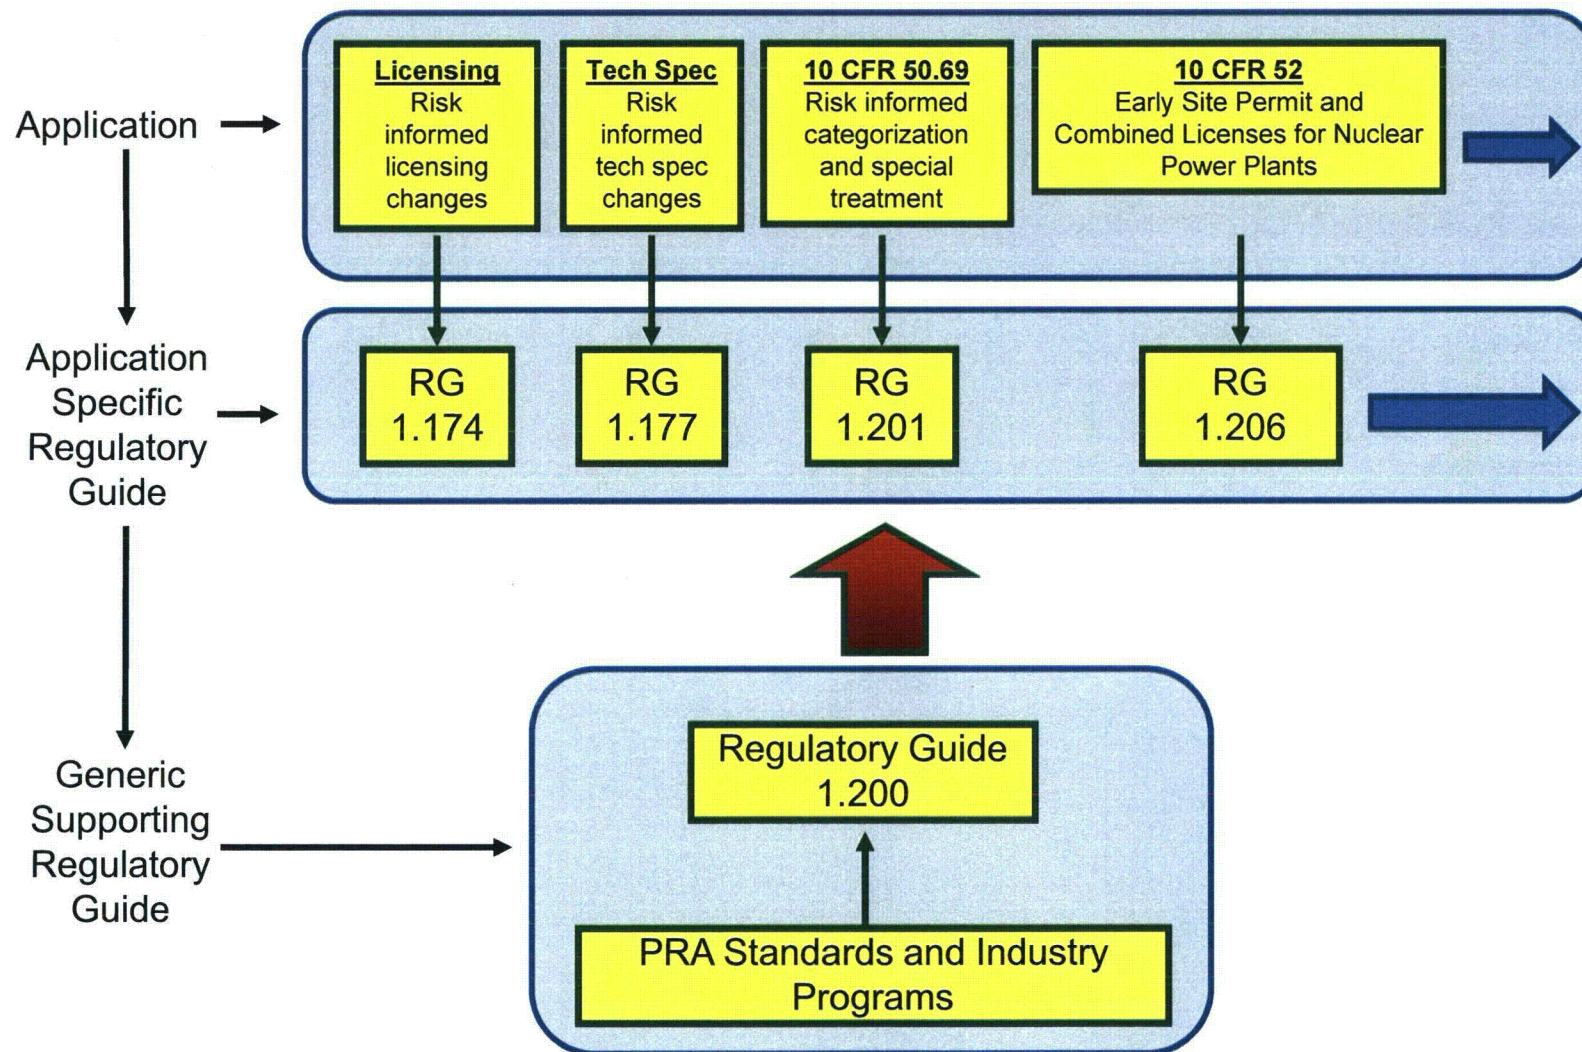 Application
Licensing
Risk
informed
licensing
changes
Tech Spec
Risk
informed
tech spec
changes
10 CFR 50.69
Risk informed
categorization
and special
treatment
10 CFR 52
Early Site Permit and
Combined Licenses for Nuclear
Power Plants
Application
Specific
Regulatory
Guide
RG
1.174
RG
1.177
RG
1.201
RG
1.206
Generic
Supporting
Regulatory
Guide
Regulatory Guide
1.200
PRA Standards and Industry
Programs